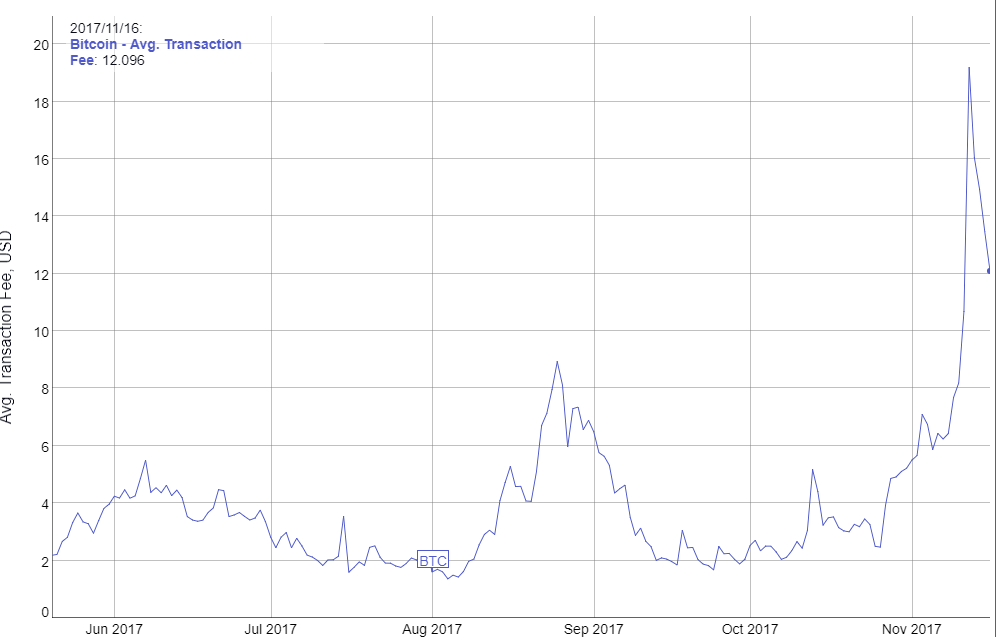 2017/11/16:
Bitcoin - Avg. Transaction
Fee: 12.096
20
18
16
14
12
10
8
6
4
2
0
Avg. Transaction Fee, USD
BTC
Jun 2017
Jul 2017
Aug 2017
Sep 2017
Oct 2017
Nov 2017